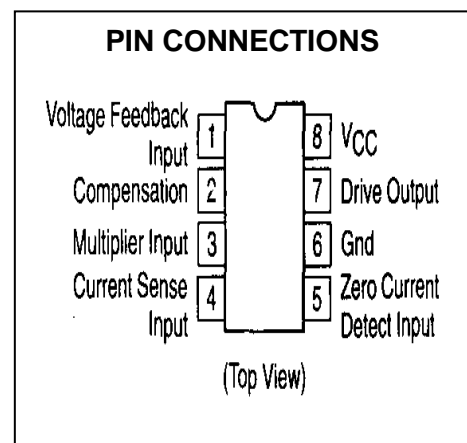 PIN CONNECTIONS
Voltage Feedback
Input
1
8
VCC
Compensation
2
7
Drive Output
Multiplier Input
3
6
Gnd
Current Sense
Input
4
5
Zero Current
Detect Input
(Top View)